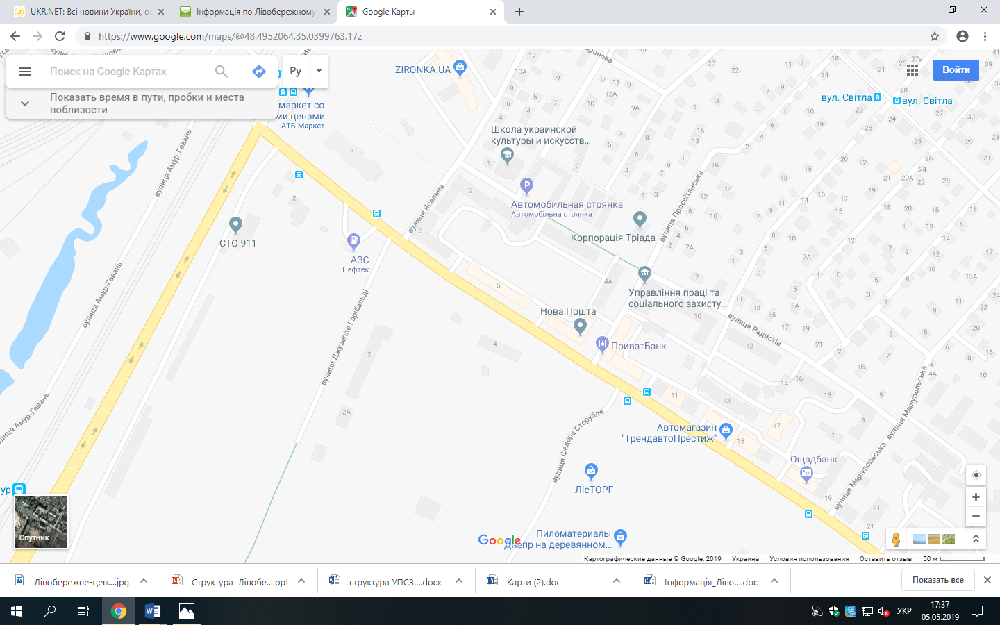 UKR.NET: Всі новини України, ос
Інформація по Лівобережному
Google Карты
https://www.google.com/maps/@48.4952064,35.0399763,17z
Поиск на Google Картах
Ру
Войти
Показать время в пути, пробки и места
поблизости
ZIRONKA.UA
вул. Світла
вул. Світла
маркет со
ценами
АТБ-Маркет
Школа украинской
культуры и искусств...
Автомобильная стоянка
Автомобільна стоянка
Корпорація Тріада
СТО 911
АЗС
Нефтек
Управління праці та
соціального захисту...
Нова Пошта
ПриватБанк
вулиця Амур-Гавань
вулиця Амур-Гавань
улиця Амур-Гавань
вулиця Ясельна
вулиця Просвітянська
вулиця Джузеппе Гарібальді
вулиця Радистів
вулиця Маріупольська
вулиця Маріупольська
вулиця Федора Сторубля
Автомагазин
"ТрендавтоПрестиж"
Ощадбанк
ЛісТОРГ
Пиломатериалы
Днепр на деревянном...
Спутник
Google
Картографические данные © Google, 2019
Украина
Условия использования
Оставить отзыв
50 м
Лівобережне-цен....jpg
Структура Лівобе....ppt
структура УПСЗ....docx
Карти (2).doc
Інформація_Ліво....doc
Показать все
УКР
17:37
05.05.2019